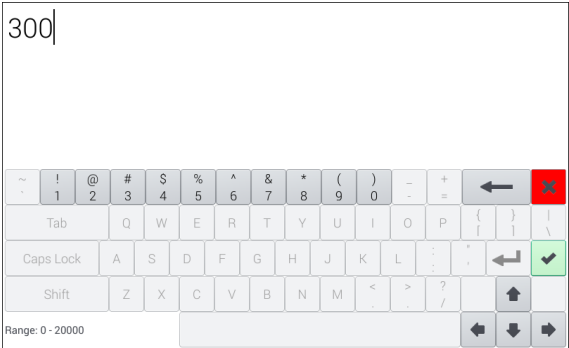 300
~ ! @ # $ % ^ & * ( ) _ +
` 1 2 3 4 5 6 7 8 9 0 - =
Tab Q W E R T Y U I O P { } |
[ ] \
Caps Lock A S D F G H J K L : "
; '
Shift Z X C V B N M < > ?
, . /
Range: 0 - 20000